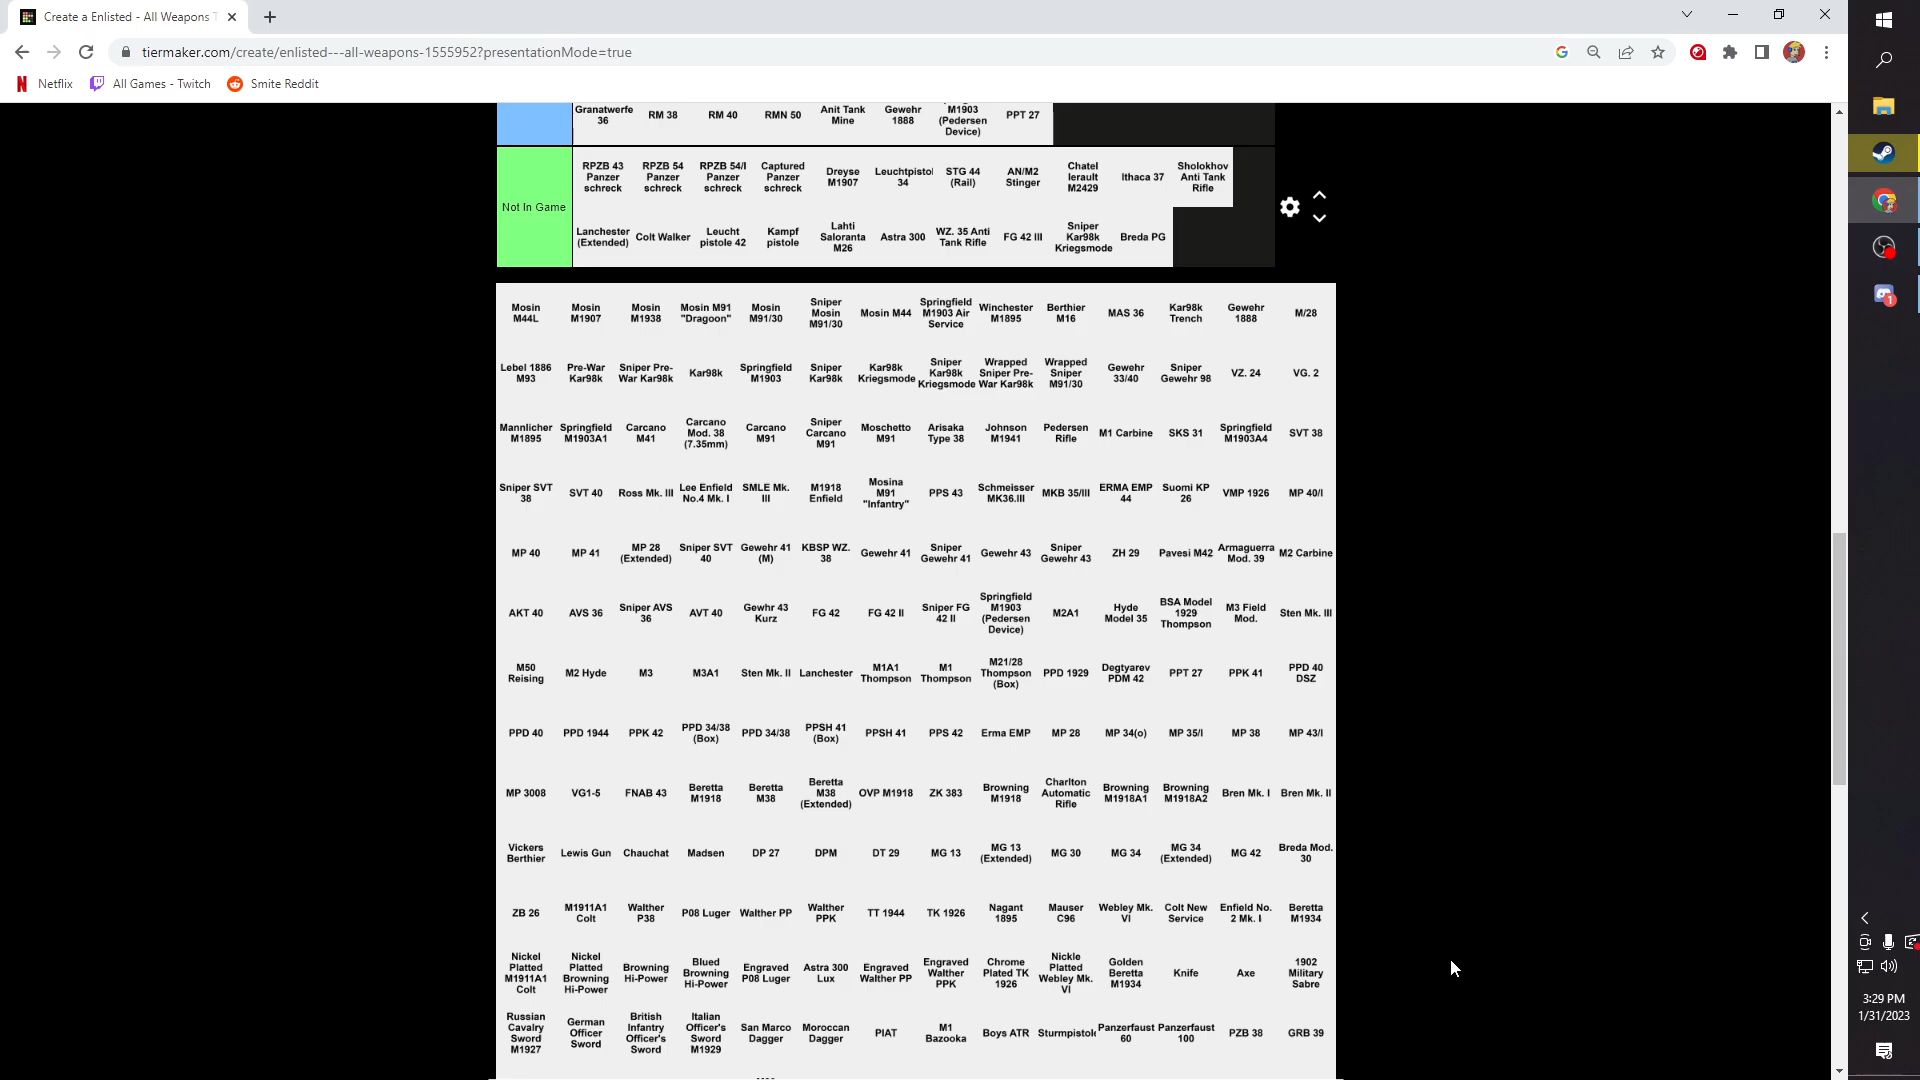 Create a Enlisted - All Weapons T
tiermaker.com/create/enlisted---all-weapons-1555952?presentationMode=true
Netflix All Games - Twitch Smite Reddit
Granatwerfe 36 RM 38 RM 40 RMN 50 Anit Tank Mine Gewehr 1888 M1903 (Pedersen Device) PPT 27
Not In Game
RPZB 43 Panzer schreck RPZB 54 Panzer schreck RPZB 54/I Panzer schreck Captured Panzer schreck Dreyse M1907 Leuchtpistol 34 STG 44 (Rail) AN/M2 Stinger Chatel lerault M2429 Ithaca 37 Sholokhov Anti Tank Rifle
Lanchester (Extended) Colt Walker Leucht pistole 42 Kampf pistole Lahti Saloranta M26 Astra 300 WZ. 35 Anti Tank Rifle FG 42 III Sniper Kar98k Kriegsmode Breda PG
Mosin M44L Mosin M1907 Mosin M1938 Mosin M91 "Dragoon" Mosin M91/30 Sniper Mosin M91/30 Mosin M44 Springfield M1903 Air Service Winchester M1895 Berthier M16 MAS 36 Kar98k Trench Gewehr 1888 M/28
Lebel 1886 M93 Pre-War Kar98k Sniper Pre-War Kar98k Kar98k Springfield M1903 Sniper Kar98k Kar98k Kriegsmode Sniper Kar98k Kriegsmode Wrapped Sniper Pre-War Kar98k Wrapped Sniper M91/30 Gewehr 33/40 Sniper Gewehr 98 VZ. 24 VG. 2
Mannlicher M1895 Springfield M1903A1 Carcano M41 Carcano Mod. 38 (7.35mm) Carcano M91 Sniper Carcano M91 Moschetto M91 Arisaka Type 38 Johnson M1941 Pedersen Rifle M1 Carbine SKS 31 Springfield M1903A4 SVT 38
Sniper SVT 38 SVT 40 Ross Mk. III Lee Enfield No.4 Mk. I SMLE Mk. III M1918 Enfield Mosina M91 "Infantry" PPS 43 Schmeisser MK36.III MKB 35/III ERMA EMP 44 Suomi KP 26 VMP 1926 MP 40/I
MP 40 MP 41 MP 28 (Extended) Sniper SVT 40 Gewehr 41 (M) KBSP WZ. 38 Gewehr 41 Sniper Gewehr 41 Gewehr 43 Sniper Gewehr 43 ZH 29 Pavesi M42 Armaguerra Mod. 39 M2 Carbine
AKT 40 AVS 36 Sniper AVS 36 AVT 40 Gewhr 43 Kurz FG 42 FG 42 II Sniper FG 42 II Springfield M1903 (Pedersen Device) M2A1 Hyde Model 35 BSA Model 1929 Thompson M3 Field Mod. Sten Mk. III
M50 Reising M2 Hyde M3 M3A1 Sten Mk. II Lanchester M1A1 Thompson M1 Thompson M21/28 Thompson (Box) PPD 1929 Degtyarev PDM 42 PPT 27 PPK 41 PPD 40 DSZ
PPD 40 PPD 1944 PPK 42 PPD 34/38 (Box) PPD 34/38 PPSH 41 (Box) PPSH 41 PPS 42 Erma EMP MP 28 MP 34(o) MP 35/I MP 38 MP 43/I
MP 3008 VG1-5 FNAB 43 Beretta M1918 Beretta M38 Beretta M38 (Extended) OVP M1918 ZK 383 Browning M1918 Charlton Automatic Rifle Browning M1918A1 Browning M1918A2 Bren Mk. I Bren Mk. II
Vickers Berthier Lewis Gun Chauchat Madsen DP 27 DPM DT 29 MG 13 MG 13 (Extended) MG 30 MG 34 MG 34 (Extended) MG 42 Breda Mod. 30
ZB 26 M1911A1 Colt Walther P38 P08 Luger Walther PP Walther PPK TT 1944 TK 1926 Nagant 1895 Mauser C96 Webley Mk. VI Colt New Service Enfield No. 2 Mk. I Beretta M1934
Nickel Platted M1911A1 Colt Nickel Platted Browning Hi-Power Browning Hi-Power Blued Browning Hi-Power Engraved P08 Luger Astra 300 Lux Engraved Walther PP Engraved Walther PPK Chrome Plated TK 1926 Nickle Platted Webley Mk. VI Golden Beretta M1934 Knife Axe 1902 Military Sabre
Russian Cavalry Sword M1927 German Officer Sword British Infantry Officer's Sword Italian Officer's Sword M1929 San Marco Dagger Moroccan Dagger PIAT M1 Bazooka Boys ATR Sturmpistole Panzerfaust 60 Panzerfaust 100 PZB 38 GRB 39
1
3:29 PM
1/31/2023